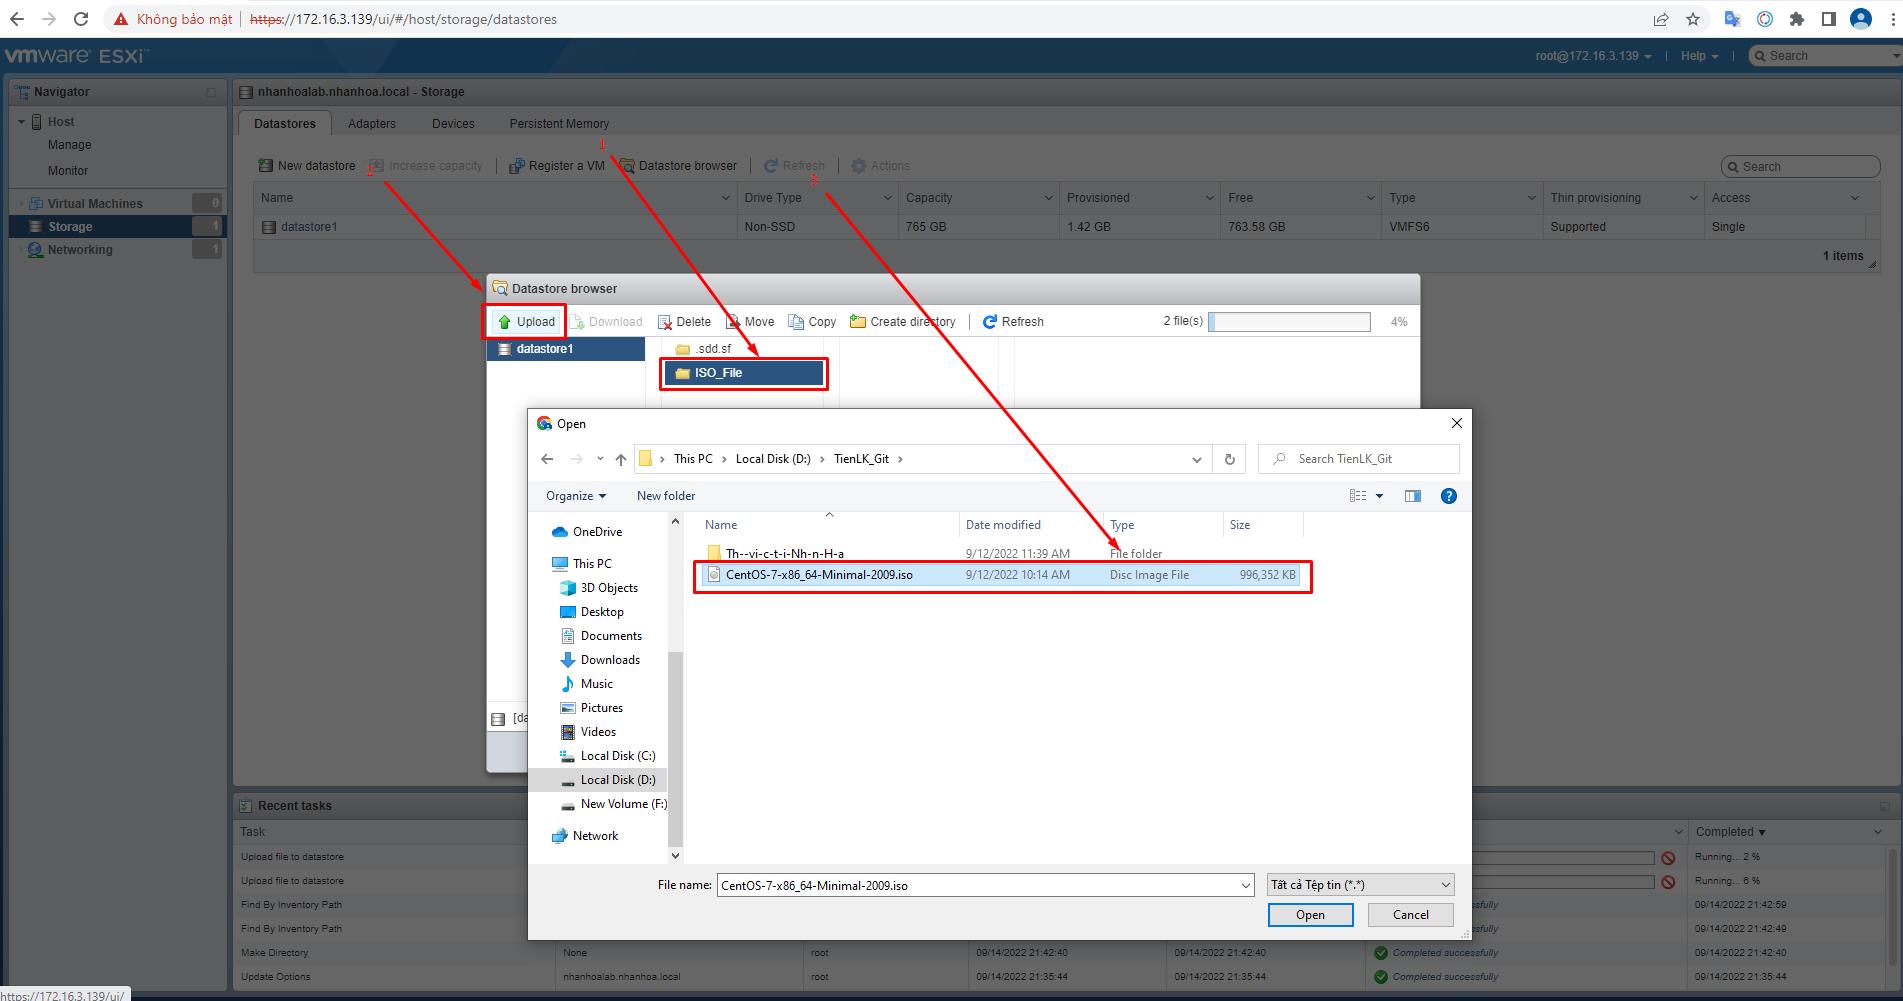 Không bảo mật https://172.16.3.139/ui/#/host/storage/datastores
vmware ESXi™
root@172.16.3.139 Help Search
Navigator
Host
Manage
Monitor
Virtual Machines 0
Storage 1
Networking 1
nhanhoalab.nhanhoa.local - Storage
Datastores Adapters Devices Persistent Memory
1
New datastore 2 Increase capacity Register a VM Datastore browser Refresh Actions Search
3
Name Drive Type Capacity Provisioned Free Type Thin provisioning Access
datastore1 Non-SSD 765 GB 1.42 GB 763.58 GB VMFS6 Supported Single
1 items
Datastore browser
Upload Download Delete Move Copy Create directory Refresh 2 file(s) 4%
datastore1 .sdd.sf
ISO_File
[da
Open
This PC Local Disk (D:) TienLK_Git Search TienLK_Git
Organize New folder
Name Date modified Type Size
Th--vi-c-t-i-Nh-n-H-a 9/12/2022 11:39 AM File folder
CentOS-7-x86_64-Minimal-2009.iso 9/12/2022 10:14 AM Disc Image File 996,352 KB
OneDrive
This PC
3D Objects
Desktop
Documents
Downloads
Music
Pictures
Videos
Local Disk (C:)
Local Disk (D:)
New Volume (F:)
Network
File name: CentOS-7-x86_64-Minimal-2009.iso Tất cả Tệp tin (*.*)
Open Cancel
Recent tasks
Task Completed
Upload file to datastore Running... 2 %
Upload file to datastore Running... 6 %
Find By Inventory Path ssfully 09/14/2022 21:42:59
Find By Inventory Path ssfully 09/14/2022 21:42:49
Make Directory None root 09/14/2022 21:42:40 09/14/2022 21:42:40 Completed successfully 09/14/2022 21:42:40
Update Options nhanhoalab.nhanhoa.local root 09/14/2022 21:35:44 09/14/2022 21:35:44 Completed successfully 09/14/2022 21:35:44
https://172.16.3.139/ui/